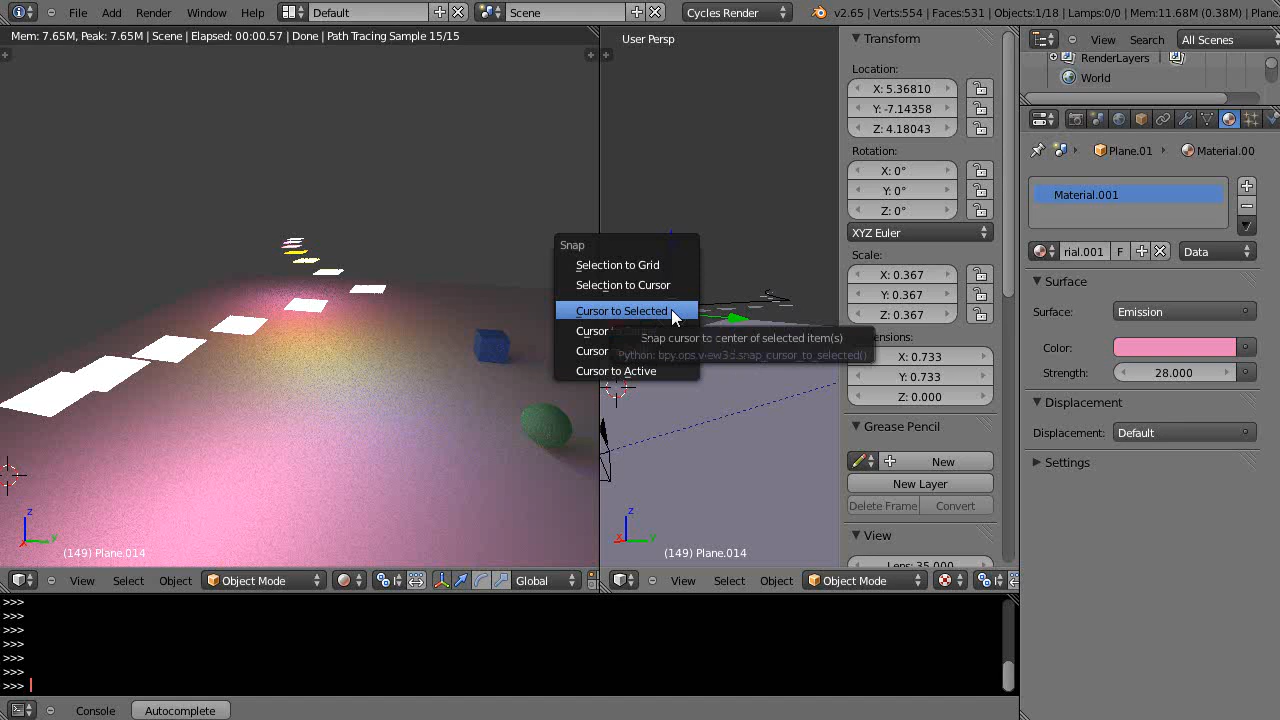 File Add Render Window Help Default Scene Cycles Render v2.65 | Verts:554 | Faces:531 | Objects:1/18 | Lamps:0/0 | Mem:11.68M (0.38M) | Plane
Mem: 7.65M, Peak: 7.65M | Scene | Elapsed: 00:00.57 | Done | Path Tracing Sample 15/15
User Persp
Transform
Location:
X: 5.36810
Y: -7.14358
Z: 4.18043
Rotation:
X: 0°
Y: 0°
Z: 0°
XYZ Euler
Scale:
X: 0.367
Y: 0.367
Z: 0.367
X: 0.733
Y: 0.733
Z: 0.000
Grease Pencil
New
New Layer
Delete Frame Convert
View
Lens: 35.000
Snap
Selection to Grid
Selection to Cursor
Cursor to Selected
Cursor
Cursor
Cursor to Active
Snap cursor to center of selected item(s)
Python: bpy.ops.view3d.snap_cursor_to_selected()
z
y
x
(149) Plane.014
z
y
x
(149) Plane.014
View Select Object Object Mode Global
View Select Object Object Mode
>>>
>>>
>>>
>>>
>>>
>>>
>>>
Console Autocomplete
View Search All Scenes
RenderLayers
World
Plane.01 Material.00
Material.001
rial.001 F Data
Surface
Surface: Emission
Color:
Strength: 28.000
Displacement
Displacement: Default
Settings